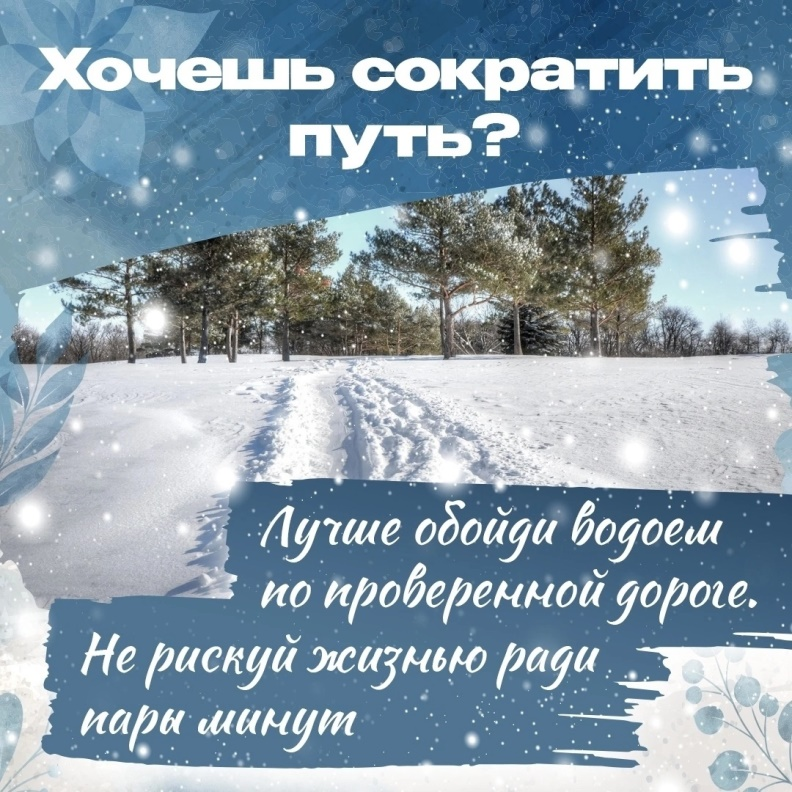 Хочешь сократить
путь?
Лучше обойди водоем
по проверенной дороге.
Не рискуй жизнью ради
пары минут